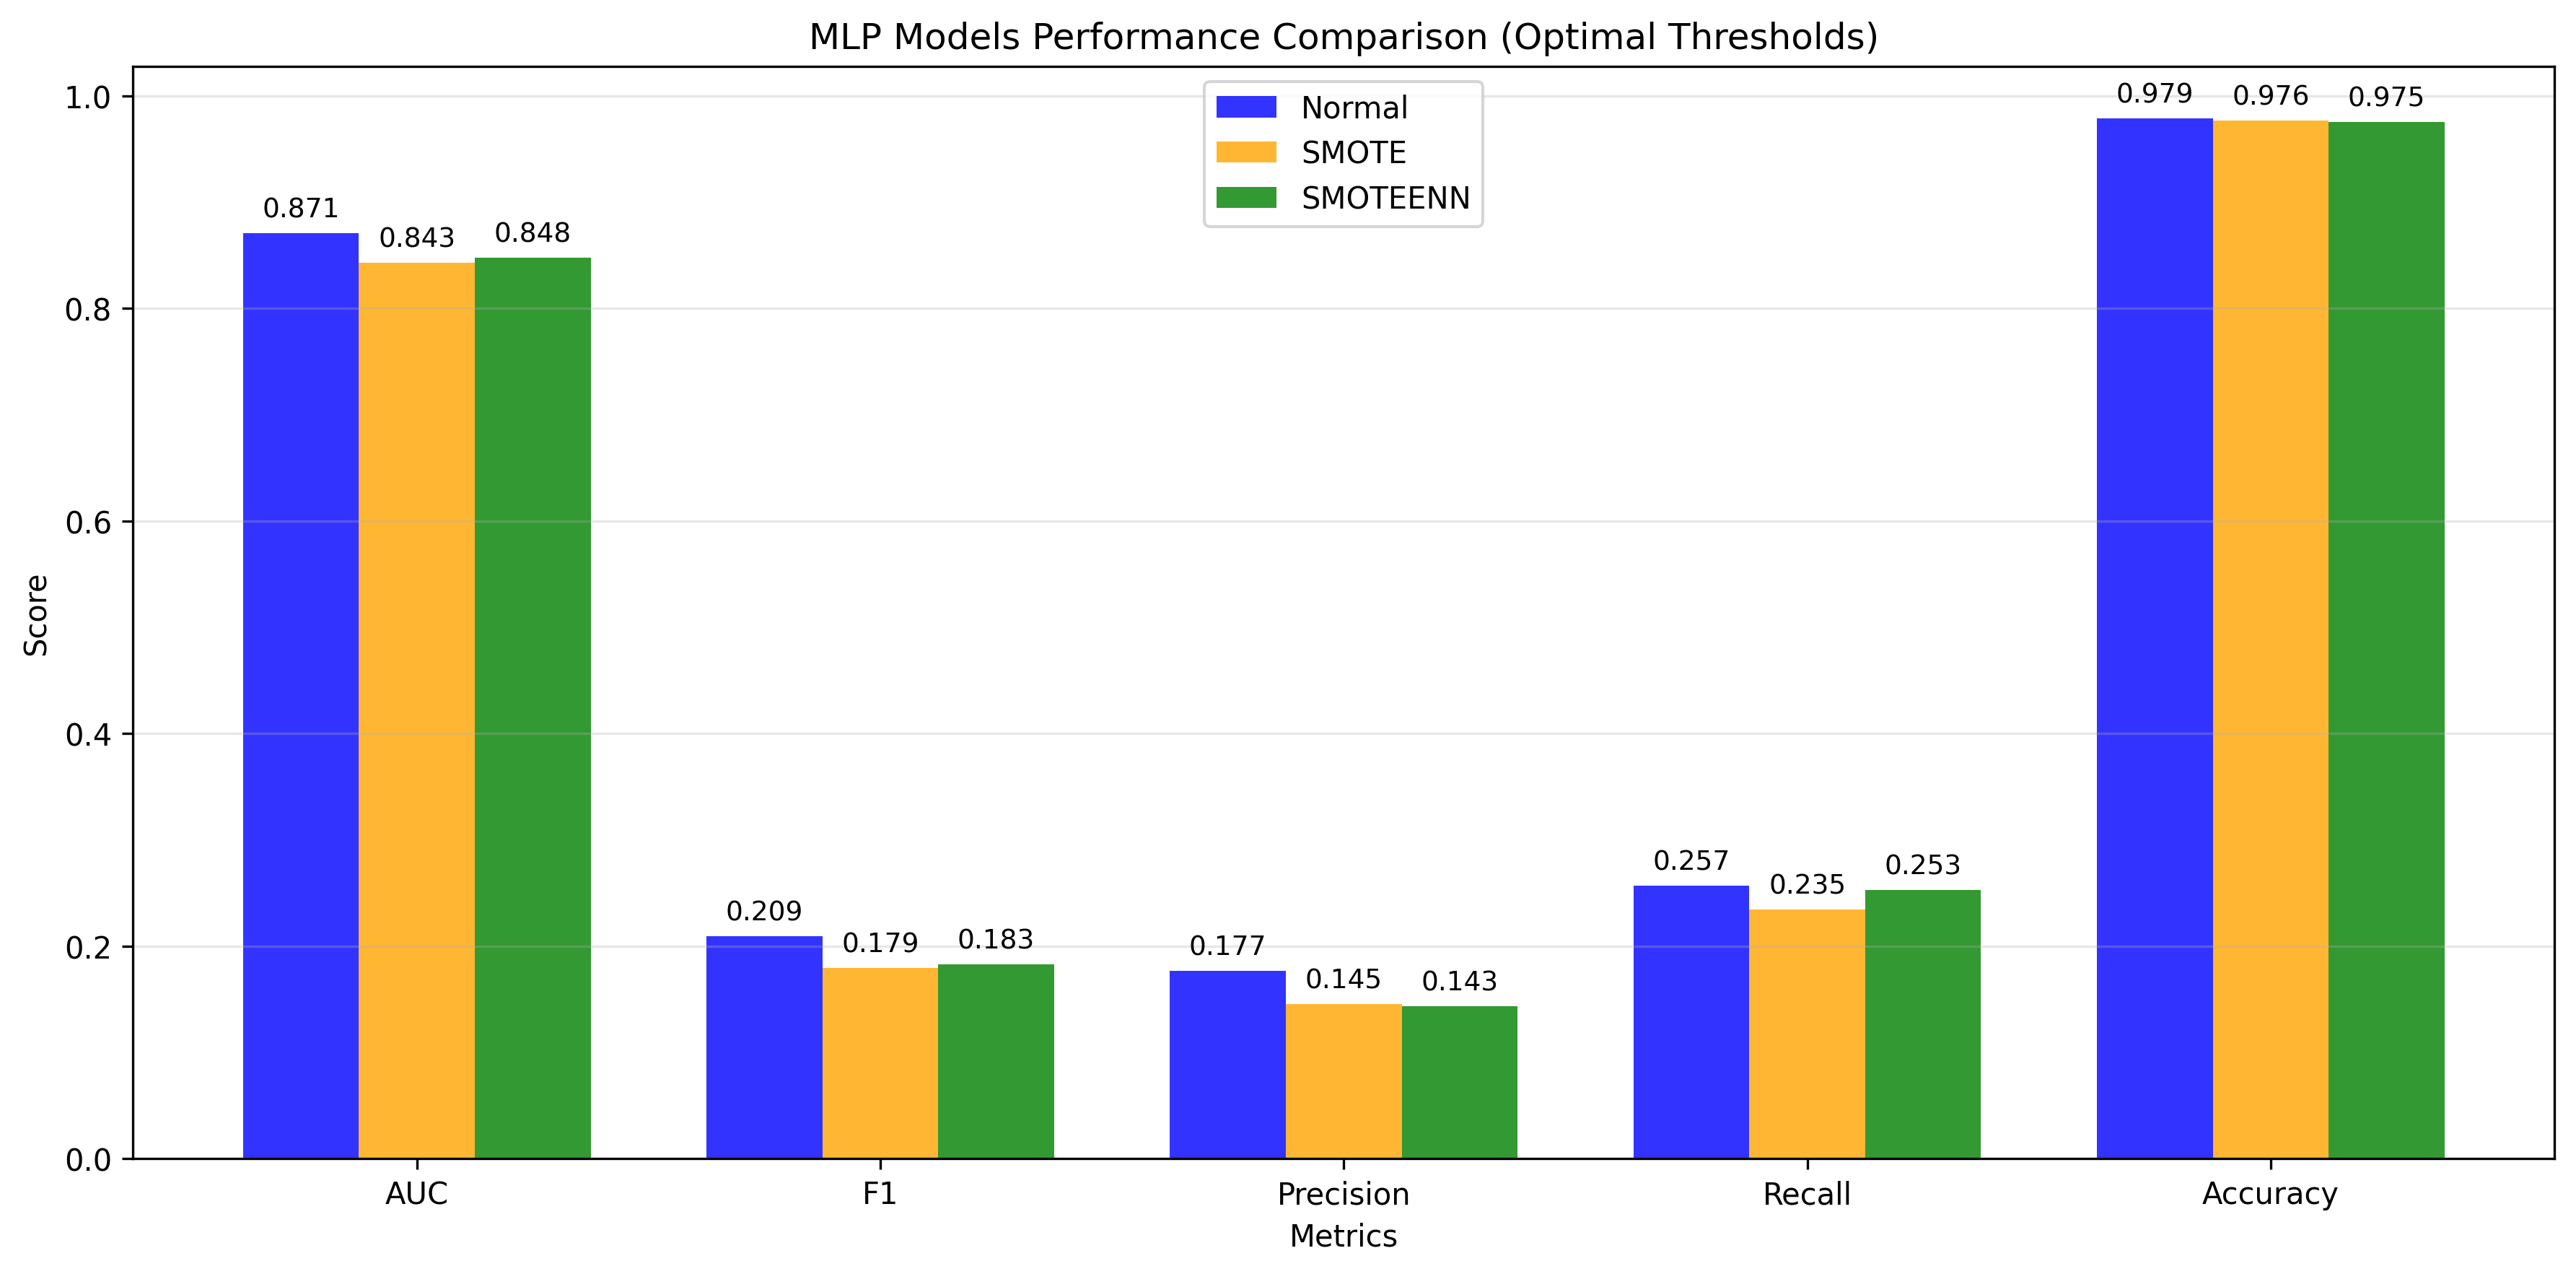 MLP Models Performance Comparison (Optimal Thresholds)
Normal
SMOTE
SMOTEENN
Score
1.0
0.8
0.6
0.4
0.2
0.0
0.871
0.843
0.848
0.209
0.179
0.183
0.177
0.145
0.143
0.257
0.235
0.253
0.979
0.976
0.975
AUC
F1
Precision
Recall
Accuracy
Metrics